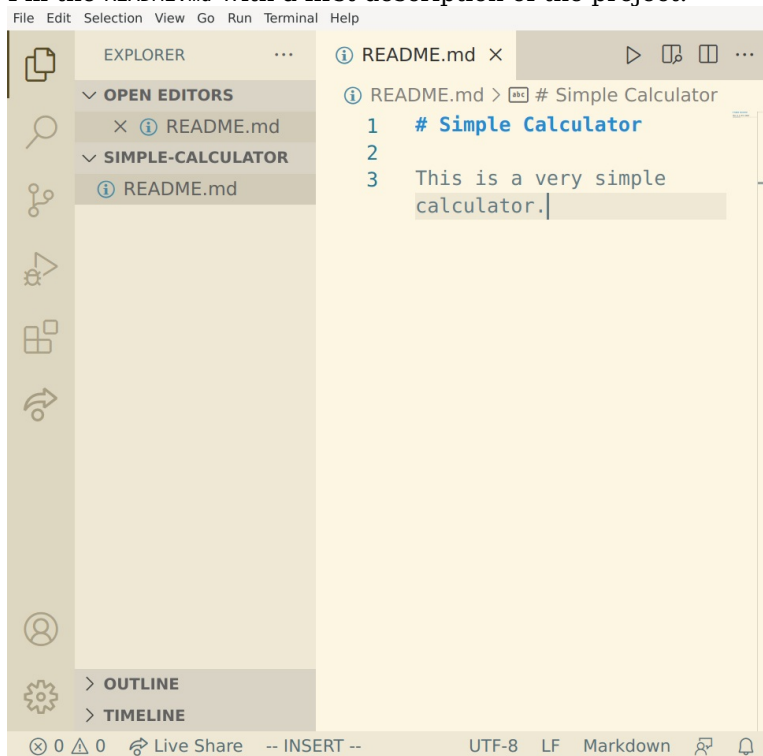 File Edit Selection View Go Run Terminal Help
EXPLORER ...
OPEN EDITORS
README.md
SIMPLE-CALCULATOR
README.md
OUTLINE
TIMELINE
README.md
README.md > # Simple Calculator
1 # Simple Calculator
2
3 This is a very simple
calculator.
0 0 Live Share -- INSERT -- UTF-8 LF Markdown